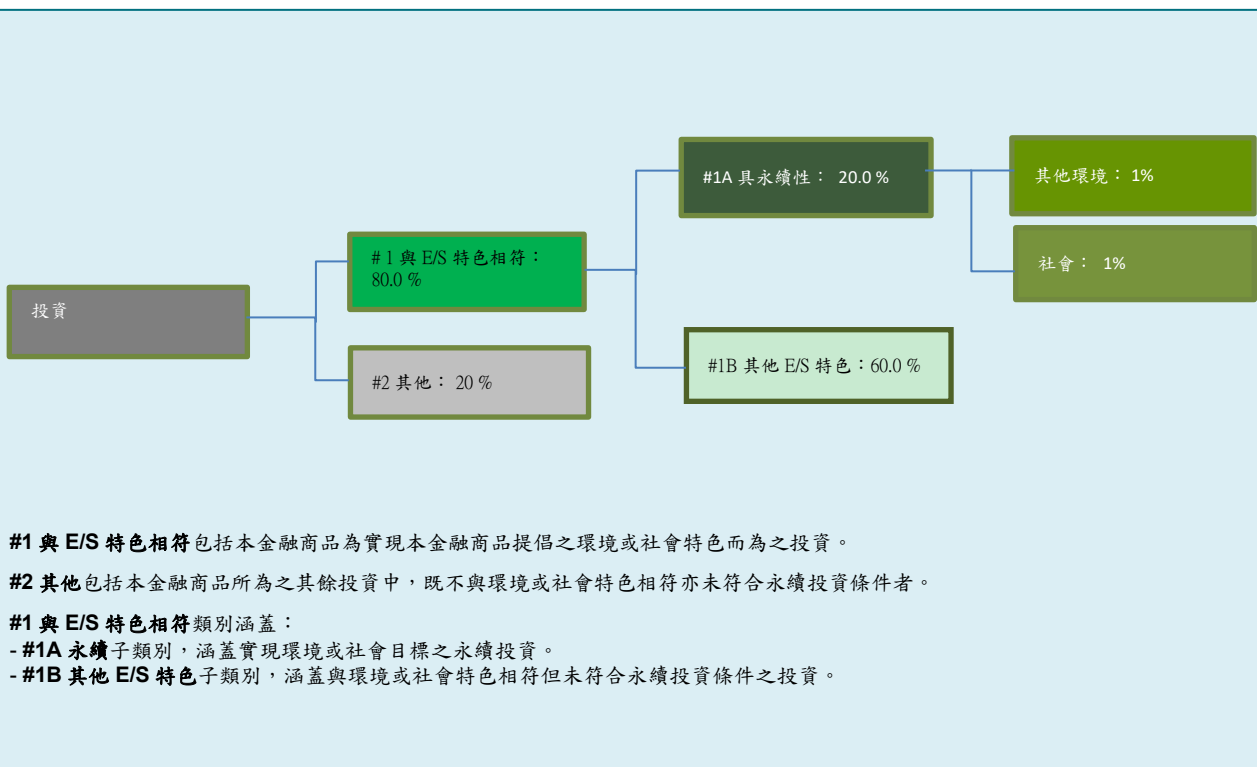 投資
# 1 與 E/S 特色相符：
80.0 %
#2 其他： 20 %
#1A 具永續性： 20.0 %
#1B 其他 E/S 特色：60.0 %
其他環境： 1%
社會： 1%
#1 與 E/S 特色相符包括本金融商品為實現本金融商品提倡之環境或社會特色而為之投資。
#2 其他包括本金融商品所為之其餘投資中，既不與環境或社會特色相符亦未符合永續投資條件者。
#1 與 E/S 特色相符類別涵蓋：
- #1A 永續子類別，涵蓋實現環境或社會目標之永續投資。
- #1B 其他 E/S 特色子類別，涵蓋與環境或社會特色相符但未符合永續投資條件之投資。